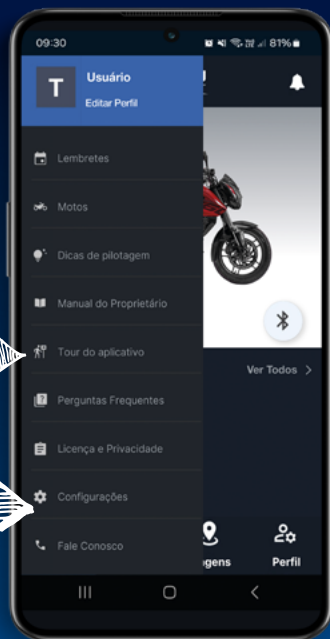 09:30
81%
T
Usuário
Editar Perfil
Lembretes
Motos
Dicas de pilotagem
Manual do Proprietário
Tour do aplicativo
Ver Todos >
Perguntas Frequentes
Licença e Privacidade
Configurações
Fale Conosco
gens
Perfil